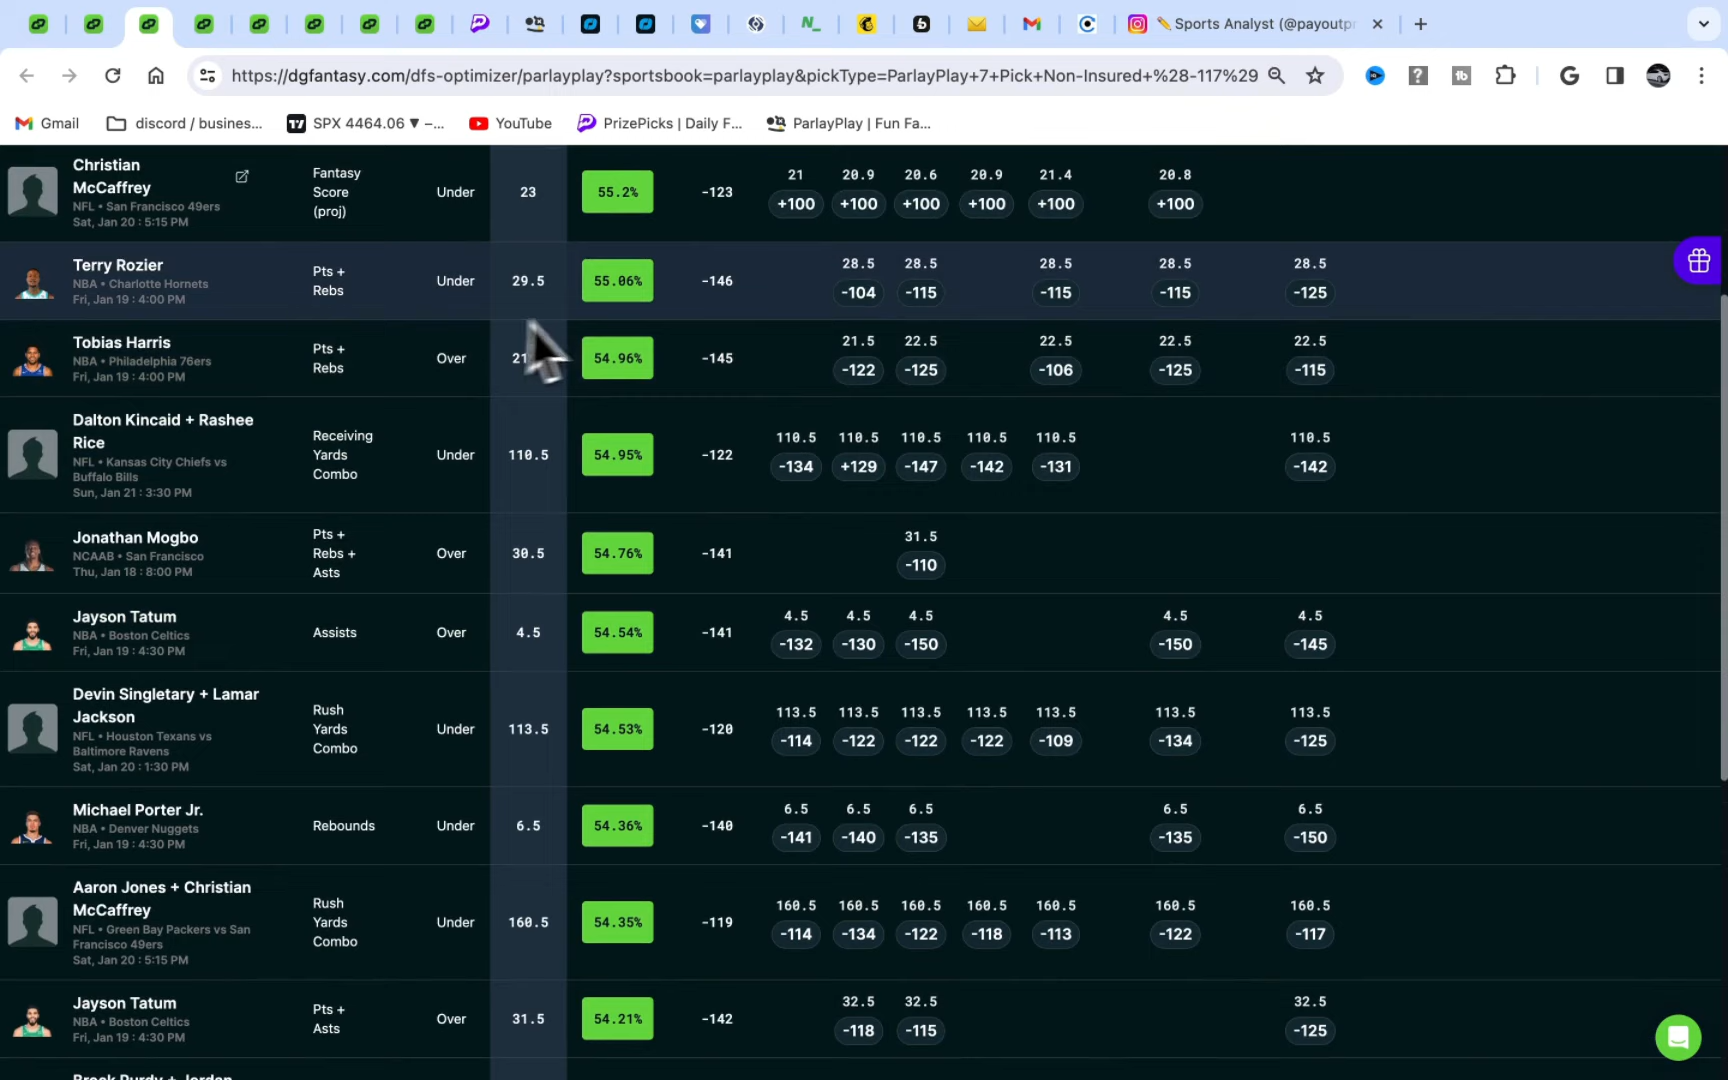 Sports Analyst (@payoutpr
https://dgfantasy.com/dfs-optimizer/parlayplay?sportsbook=parlayplay&pickType=ParlayPlay+7+Pick+Non-Insured+%28-117%29
Gmail
discord / busines...
SPX 4464.06 ▼ –...
YouTube
PrizePicks | Daily F...
ParlayPlay | Fun Fa...
Christian
McCaffrey
NFL • San Francisco 49ers
Sat, Jan 20 : 5:15 PM
Fantasy
Score
(proj)
Under
23
55.2%
-123
21 20.9 20.6 20.9 21.4 20.8
+100 +100 +100 +100 +100 +100
Terry Rozier
NBA • Charlotte Hornets
Fri, Jan 19 : 4:00 PM
Pts +
Rebs
Under
29.5
55.06%
-146
28.5 28.5 28.5 28.5 28.5
-104 -115 -115 -115 -125
Tobias Harris
NBA • Philadelphia 76ers
Fri, Jan 19 : 4:00 PM
Pts +
Rebs
Over
21
54.96%
-145
21.5 22.5 22.5 22.5 22.5
-122 -125 -106 -125 -115
Dalton Kincaid + Rashee
Rice
NFL • Kansas City Chiefs vs
Buffalo Bills
Sun, Jan 21 : 3:30 PM
Receiving
Yards
Combo
Under
110.5
54.95%
-122
110.5 110.5 110.5 110.5 110.5 110.5
-134 +129 -147 -142 -131 -142
Jonathan Mogbo
NCAAB • San Francisco
Thu, Jan 18 : 8:00 PM
Pts +
Rebs +
Asts
Over
30.5
54.76%
-141
31.5
-110
Jayson Tatum
NBA • Boston Celtics
Fri, Jan 19 : 4:30 PM
Assists
Over
4.5
54.54%
-141
4.5 4.5 4.5 4.5 4.5
-132 -130 -150 -150 -145
Devin Singletary + Lamar
Jackson
NFL • Houston Texans vs
Baltimore Ravens
Sat, Jan 20 : 1:30 PM
Rush
Yards
Combo
Under
113.5
54.53%
-120
113.5 113.5 113.5 113.5 113.5 113.5 113.5
-114 -122 -122 -122 -109 -134 -125
Michael Porter Jr.
NBA • Denver Nuggets
Fri, Jan 19 : 4:30 PM
Rebounds
Under
6.5
54.36%
-140
6.5 6.5 6.5 6.5 6.5
-141 -140 -135 -135 -150
Aaron Jones + Christian
McCaffrey
NFL • Green Bay Packers vs San
Francisco 49ers
Sat, Jan 20 : 5:15 PM
Rush
Yards
Combo
Under
160.5
54.35%
-119
160.5 160.5 160.5 160.5 160.5 160.5 160.5
-114 -134 -122 -118 -113 -122 -117
Jayson Tatum
NBA • Boston Celtics
Fri, Jan 19 : 4:30 PM
Pts +
Asts
Over
31.5
54.21%
-142
32.5 32.5 32.5
-118 -115 -125
Brock Purdy + Jordan